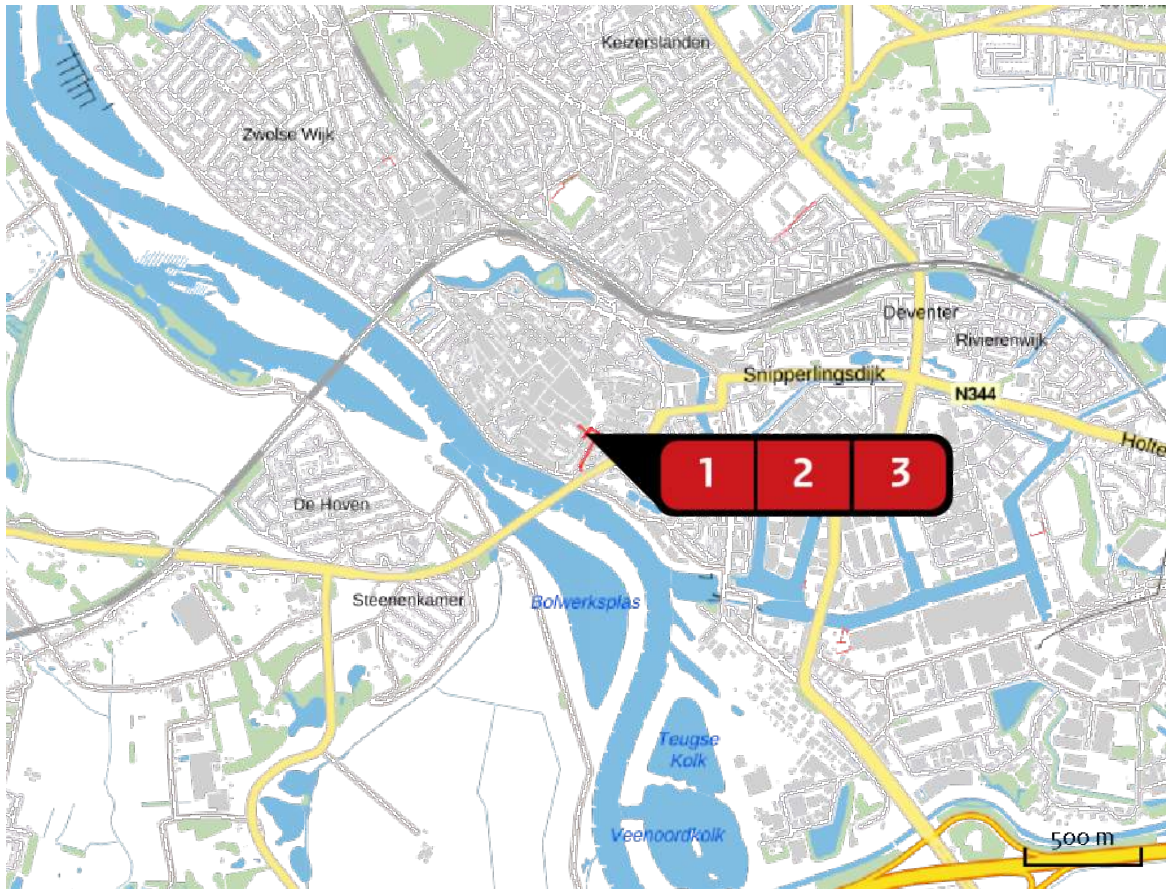 Keizerslanden
Zwolse Wijk
Deventer
Rivierenwijk
Snipperlingsdijk
N344
Holte
1 2 3
De Hoven
Steenenkamer
Bolwerksplas
Teugse
Kolk
Veenoordkolk
500 m